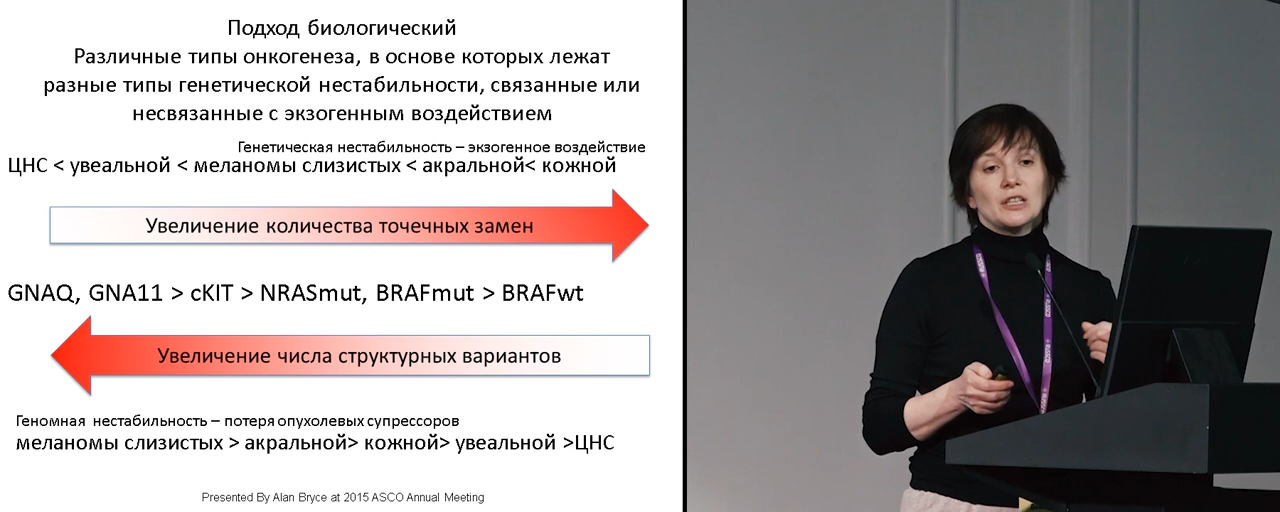 Подход биологический
Различные типы онкогенеза, в основе которых лежат
разные типы генетической нестабильности, связанные или
несвязанные с экзогенным воздействием
Генетическая нестабильность – экзогенное воздействие
ЦНС < увеальной < меланомы слизистых < акральной< кожной
Увеличение количества точечных замен
GNAQ, GNA11 > cKIT > NRASmut, BRAFmut > BRAFwt
Увеличение числа структурных вариантов
Геномная нестабильность – потеря опухолевых супрессоров
меланомы слизистых > акральной> кожной> увеальной >ЦНС
Presented By Alan Bryce at 2015 ASCO Annual Meeting